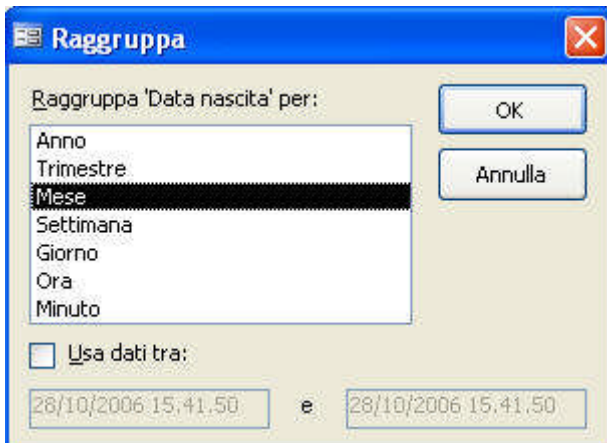 Raggruppa
Raggruppa 'Data nascita' per:
OK
Anno
Trimestre
Annulla
Mese
Settimana
Giorno
Ora
Minuto
Usa dati tra:
28/10/2006 15.41.50 e 28/10/2006 15.41.50